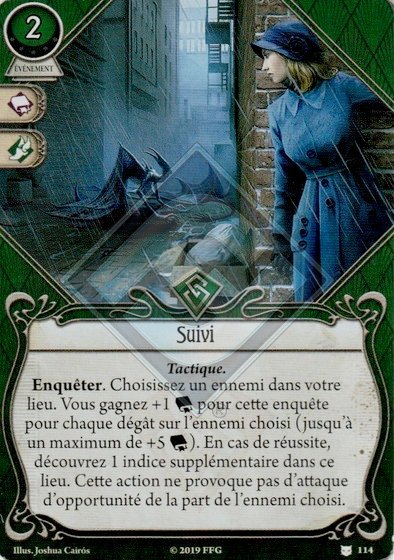 2
ÉVÉNEMENT
Suivi
Tactique.
Enquêter. Choisissez un ennemi dans votre
lieu. Vous gagnez +1 pour cette enquête
pour chaque dégât sur l'ennemi choisi (jusqu'à
un maximum de +5 ). En cas de réussite,
découvrez 1 indice supplémentaire dans ce
lieu. Cette action ne provoque pas d'attaque
d'opportunité de la part de l'ennemi choisi.
Illus. Joshua Cairós © 2019 FFG 114